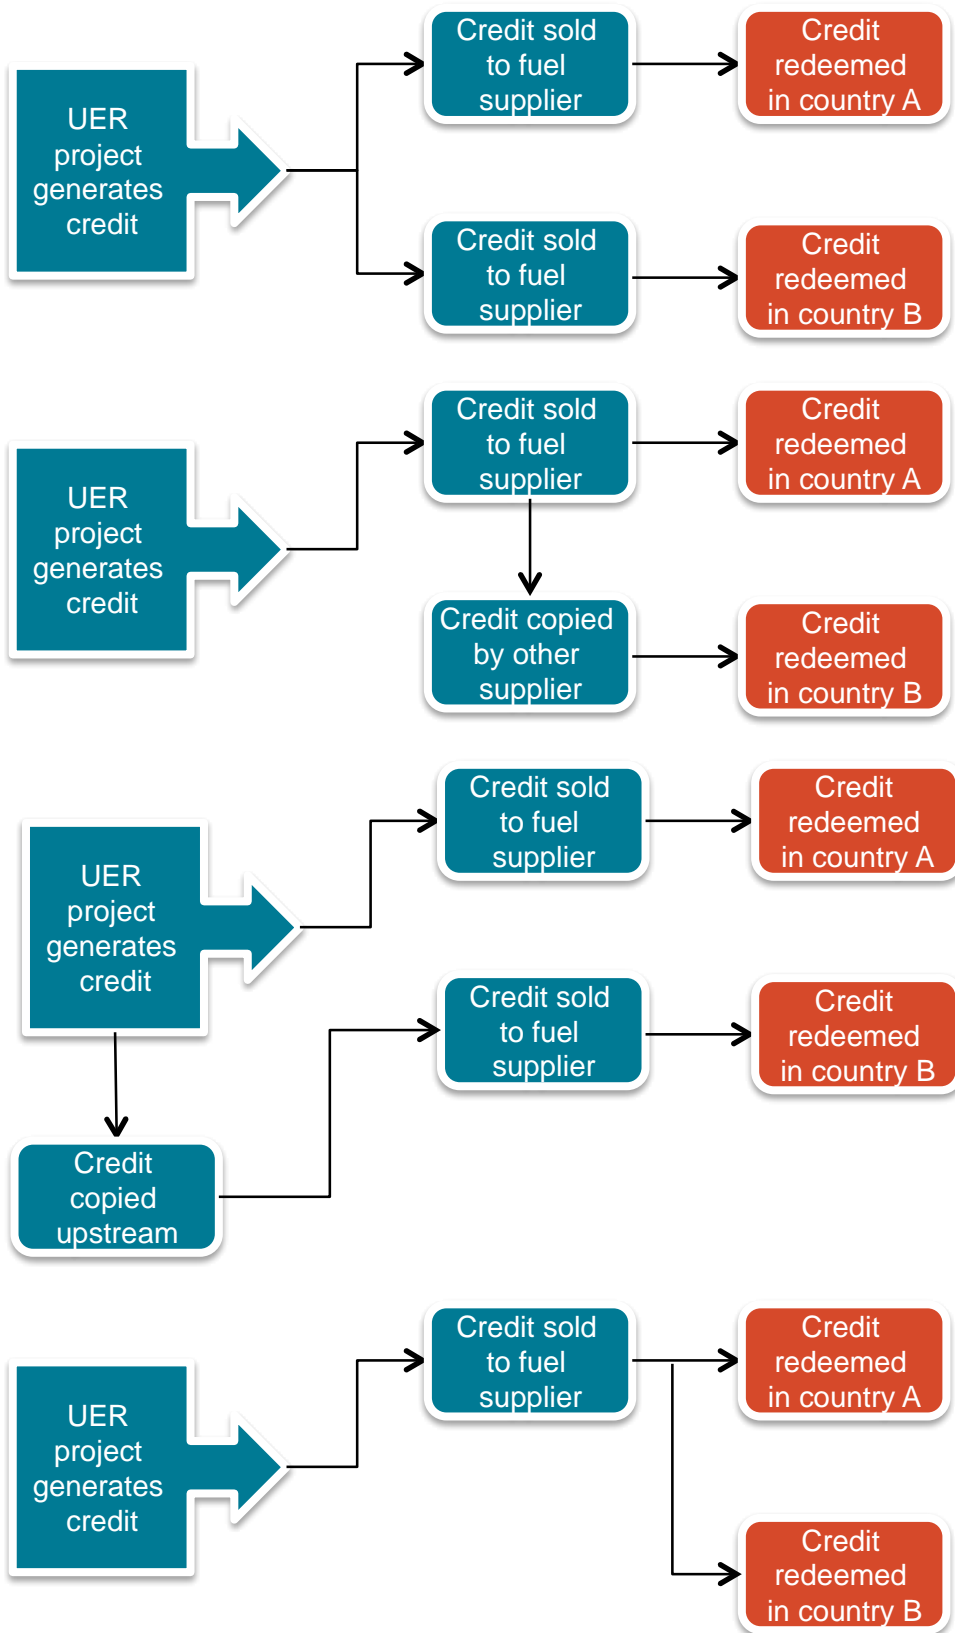 UER
project
generates
credit
Credit sold
to fuel
supplier
Credit
redeemed
in country A
Credit sold
to fuel
supplier
Credit
redeemed
in country B
UER
project
generates
credit
Credit sold
to fuel
supplier
Credit
redeemed
in country A
Credit copied
by other
supplier
Credit
redeemed
in country B
UER
project
generates
credit
Credit sold
to fuel
supplier
Credit
redeemed
in country A
Credit copied
upstream
Credit sold
to fuel
supplier
Credit
redeemed
in country B
UER
project
generates
credit
Credit sold
to fuel
supplier
Credit
redeemed
in country A
Credit
redeemed
in country B